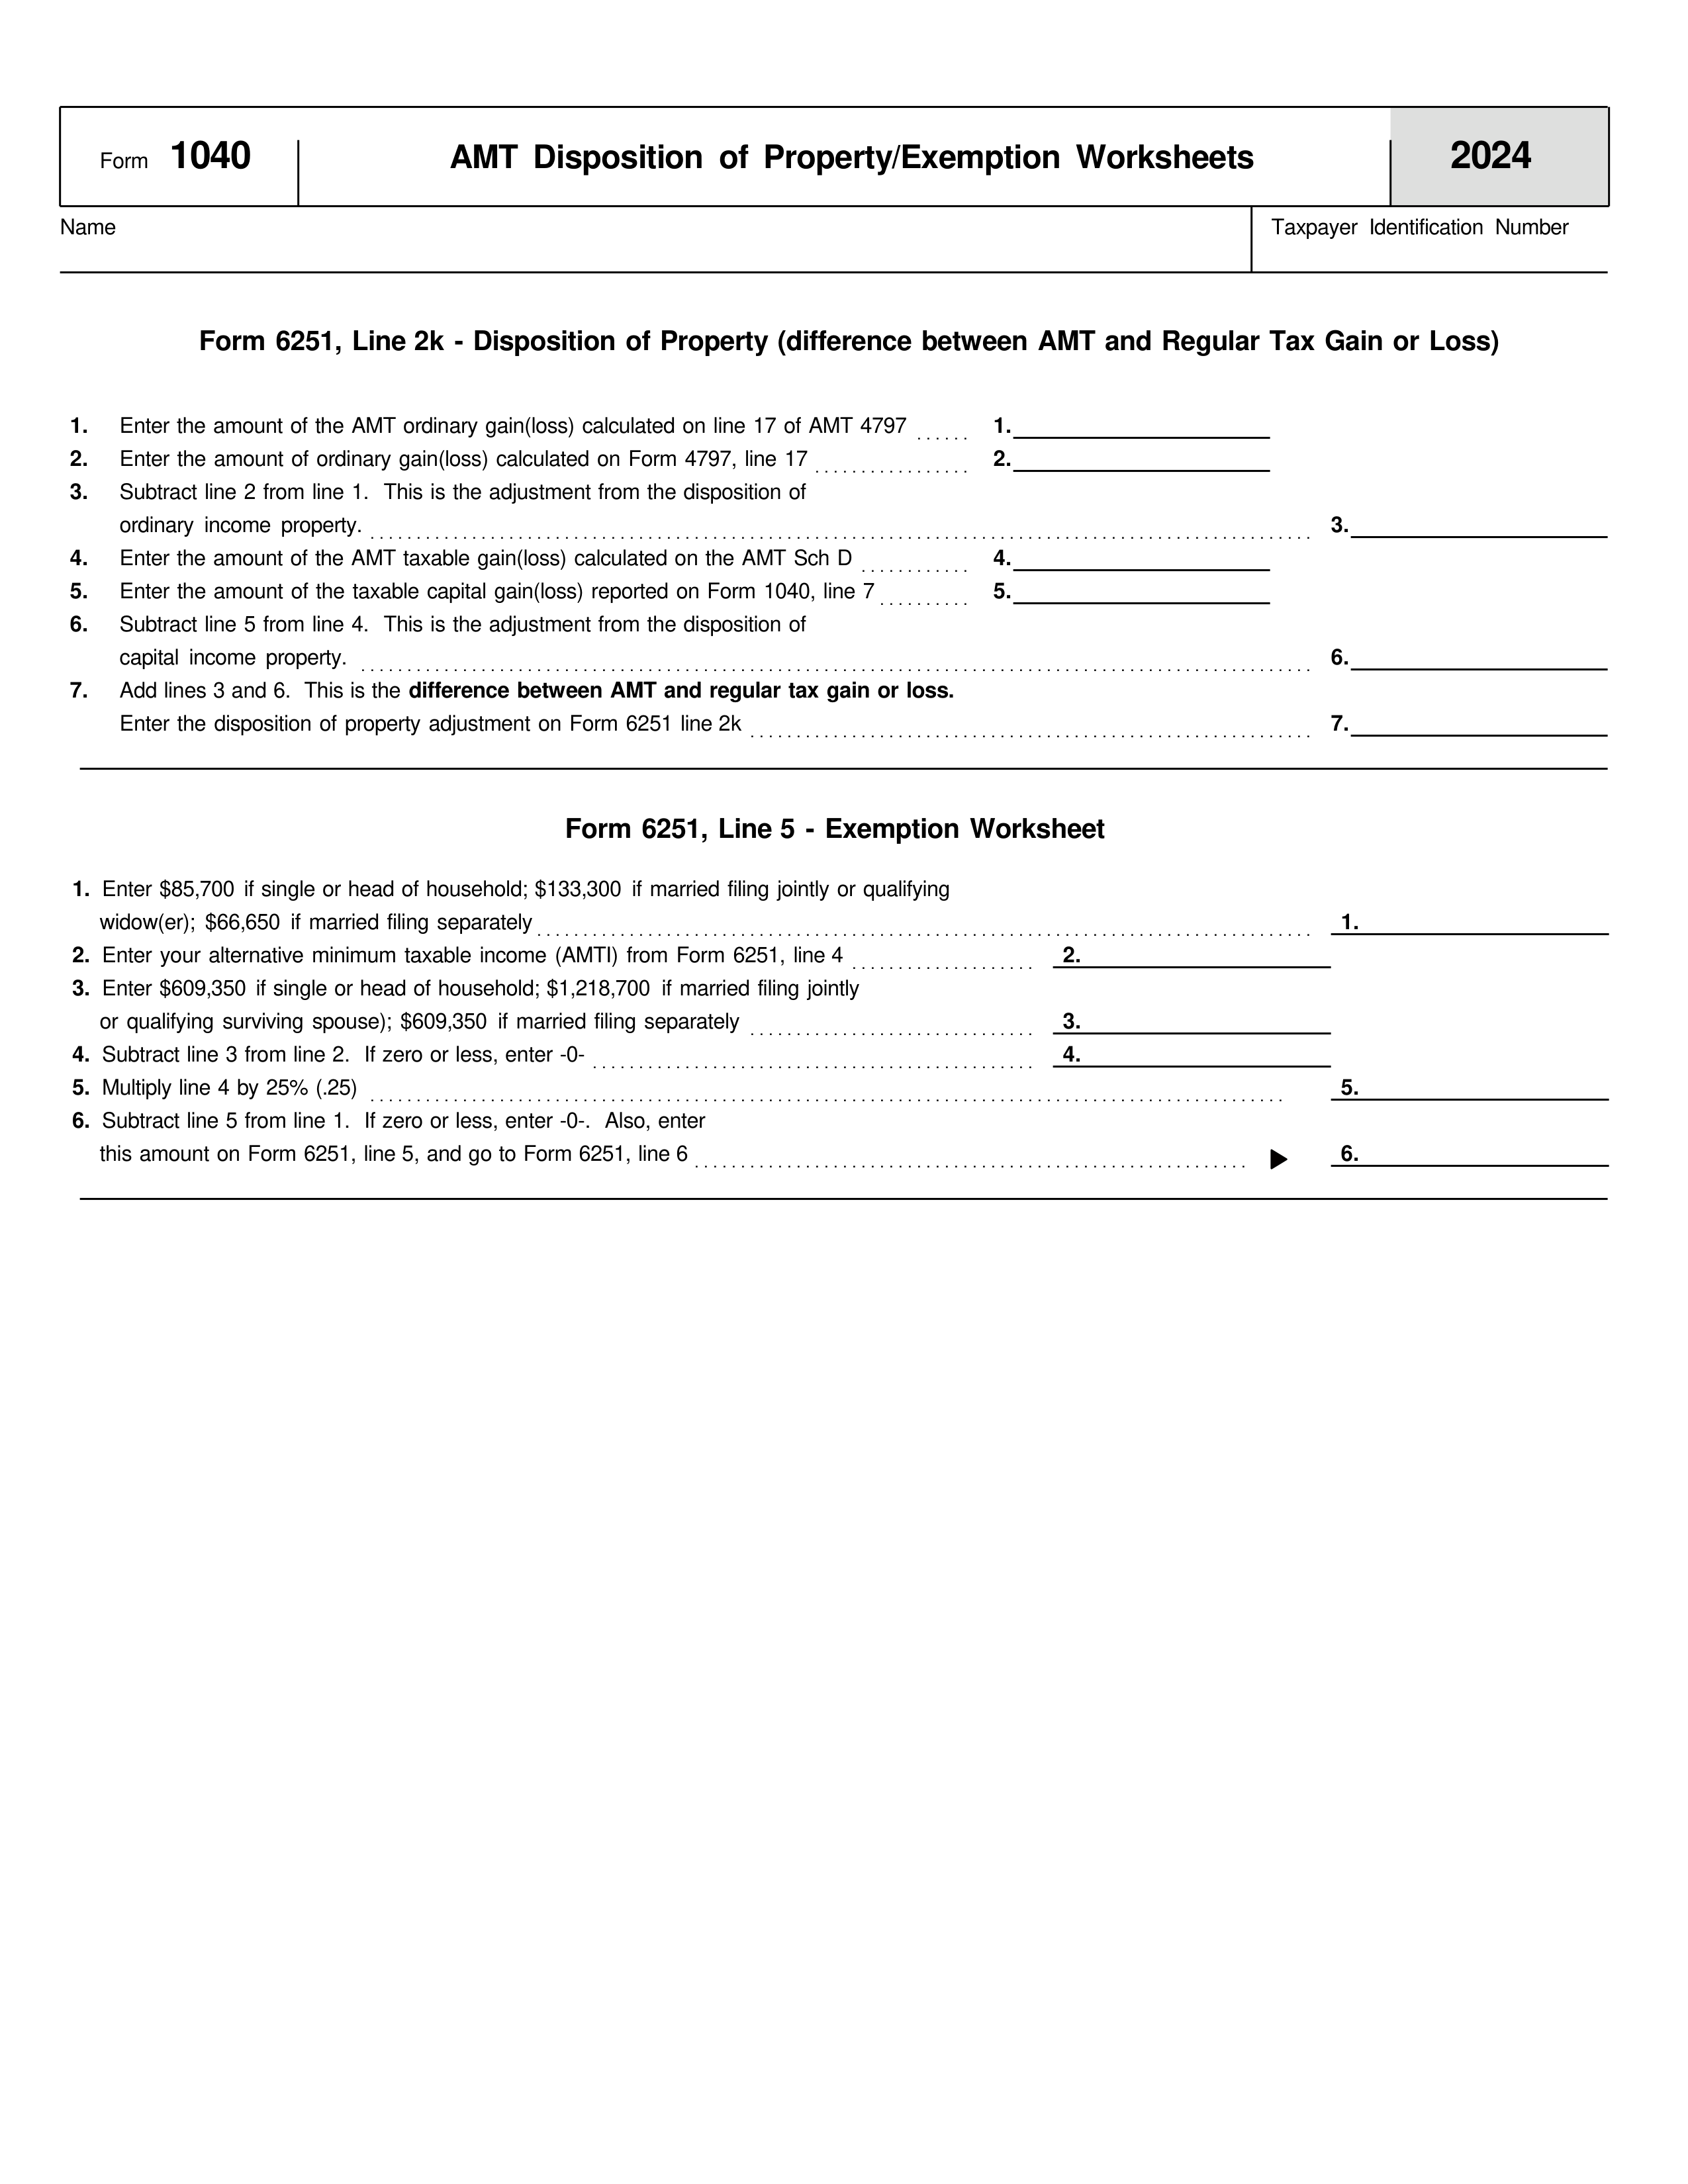 Form 1040
AMT Disposition of Property/Exemption Worksheets
2024
Name
Taxpayer Identification Number
Form 6251, Line 2k - Disposition of Property (difference between AMT and Regular Tax Gain or Loss)
1. Enter the amount of the AMT ordinary gain(loss) calculated on line 17 of AMT 4797 ...... 1.
2. Enter the amount of ordinary gain(loss) calculated on Form 4797, line 17 ................. 2.
3. Subtract line 2 from line 1. This is the adjustment from the disposition of
ordinary income property. ........................ 3.
4. Enter the amount of the AMT taxable gain(loss) calculated on the AMT Sch D ............ 4.
5. Enter the amount of the taxable capital gain(loss) reported on Form 1040, line 7 .......... 5.
6. Subtract line 5 from line 4. This is the adjustment from the disposition of
capital income property. ........................ 6.
7. Add lines 3 and 6. This is the difference between AMT and regular tax gain or loss.
Enter the disposition of property adjustment on Form 6251 line 2k ........................ 7.
Form 6251, Line 5 - Exemption Worksheet
1. Enter $85,700 if single or head of household; $133,300 if married filing jointly or qualifying
widow(er); $66,650 if married filing separately ........................ 1.
2. Enter your alternative minimum taxable income (AMTI) from Form 6251, line 4 .................... 2.
3. Enter $609,350 if single or head of household; $1,218,700 if married filing jointly
or qualifying surviving spouse); $609,350 if married filing separately ........................ 3.
4. Subtract line 3 from line 2. If zero or less, enter -0- ........................ 4.
5. Multiply line 4 by 25% (.25) ........................ 5.
6. Subtract line 5 from line 1. If zero or less, enter -0-. Also, enter
this amount on Form 6251, line 5, and go to Form 6251, line 6 ........................ ▶ 6.